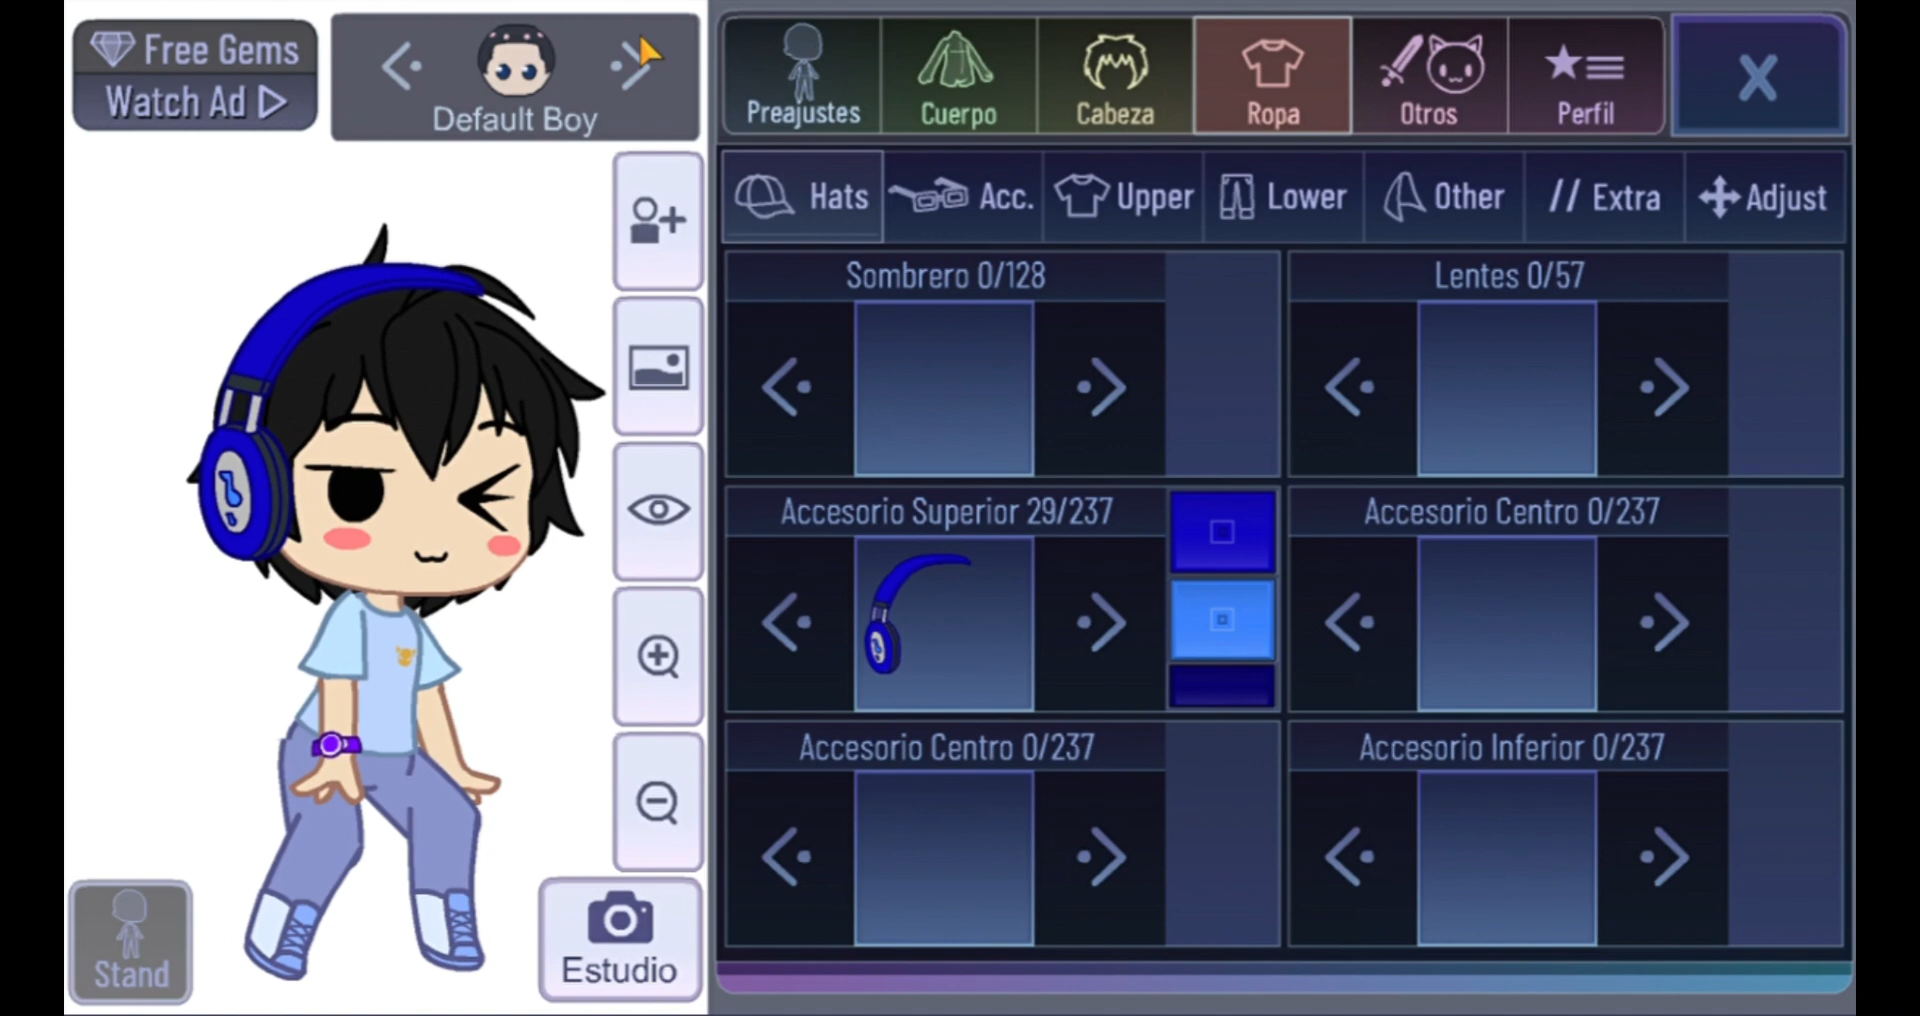 Free Gems
Watch Ad
Default Boy
Preajustes
Cuerpo
Cabeza
Ropa
Otros
Perfil
X
Hats
Acc.
Upper
Lower
Other
// Extra
Adjust
Sombrero 0/128
Lentes 0/57
Accesorio Superior 29/237
Accesorio Centro 0/237
Accesorio Centro 0/237
Accesorio Inferior 0/237
Stand
Estudio